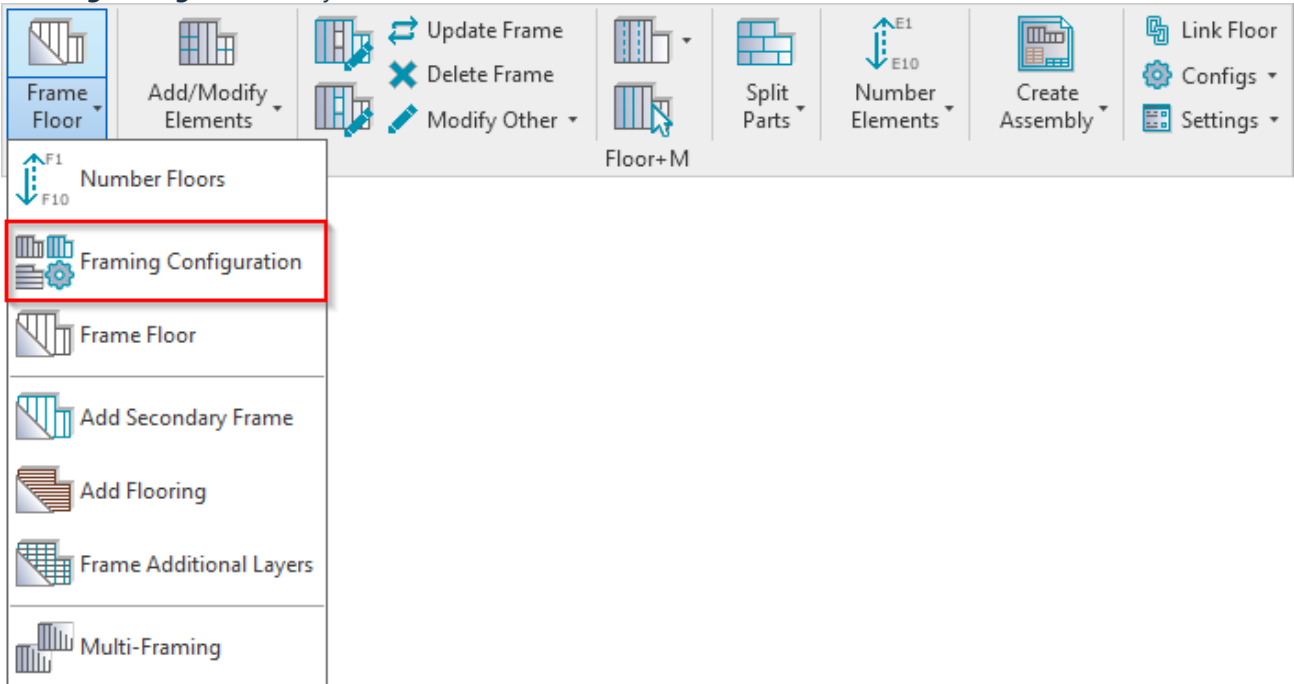 Frame
Floor
Add/Modify
Elements
Update Frame
Delete Frame
Modify Other
Split
Parts
E1
E10
Number
Elements
Create
Assembly
Link Floor
Configs
Settings
Floor+M
F1
F10
Number Floors
Framing Configuration
Frame Floor
Add Secondary Frame
Add Flooring
Frame Additional Layers
Multi-Framing